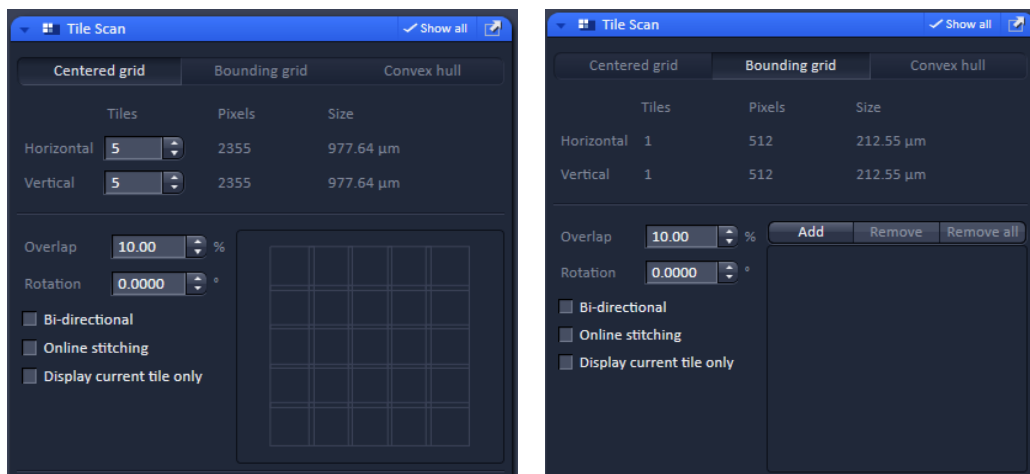 Tile Scan Show all
Centered grid Bounding grid Convex hull
Tiles Pixels Size
Horizontal 5 2355 977.64 µm
Vertical 5 2355 977.64 µm
Overlap 10.00 %
Rotation 0.0000 °
Bi-directional
Online stitching
Display current tile only
Tile Scan Show all
Centered grid Bounding grid Convex hull
Tiles Pixels Size
Horizontal 1 512 212.55 µm
Vertical 1 512 212.55 µm
Overlap 10.00 % Add Remove Remove all
Rotation 0.0000 °
Bi-directional
Online stitching
Display current tile only